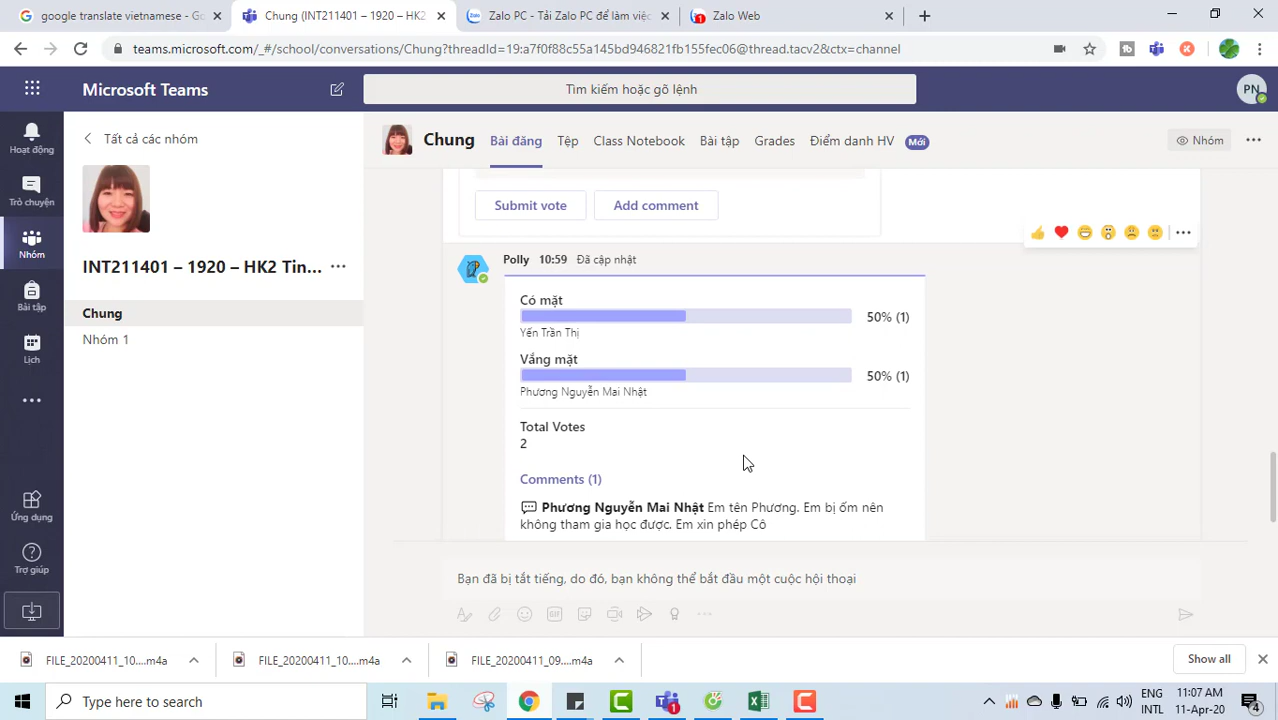 google translate vietnamese - Go
Chung (INT211401 – 1920 – HK2
Zalo PC - Tải Zalo PC để làm việc
Zalo Web
teams.microsoft.com/_#/school/conversations/Chung?threadId=19:a7f0f88c55a145bd946821fb155fec06@thread.tacv2&ctx=channel
Microsoft Teams
Tìm kiếm hoặc gõ lệnh
PN
Hoạt động
Trò chuyện
Nhóm
Bài tập
Lịch
Ứng dụng
Trợ giúp
Tất cả các nhóm
INT211401 – 1920 – HK2 Tin...
Chung
Nhóm 1
Chung
Bài đăng
Tệp
Class Notebook
Bài tập
Grades
Điểm danh HV
Mới
Nhóm
Submit vote
Add comment
Polly 10:59 Đã cập nhật
Có mặt
50% (1)
Yến Trần Thị
Vắng mặt
50% (1)
Phương Nguyễn Mai Nhật
Total Votes
2
Comments (1)
Phương Nguyễn Mai Nhật Em tên Phương. Em bị ốm nên
không tham gia học được. Em xin phép Cô
Bạn đã bị tắt tiếng, do đó, bạn không thể bắt đầu một cuộc hội thoại
GIF
FILE_20200411_10....m4a
FILE_20200411_10....m4a
FILE_20200411_09....m4a
Show all
Type here to search
1
ENG
INTL
11:07 AM
11-Apr-20
4